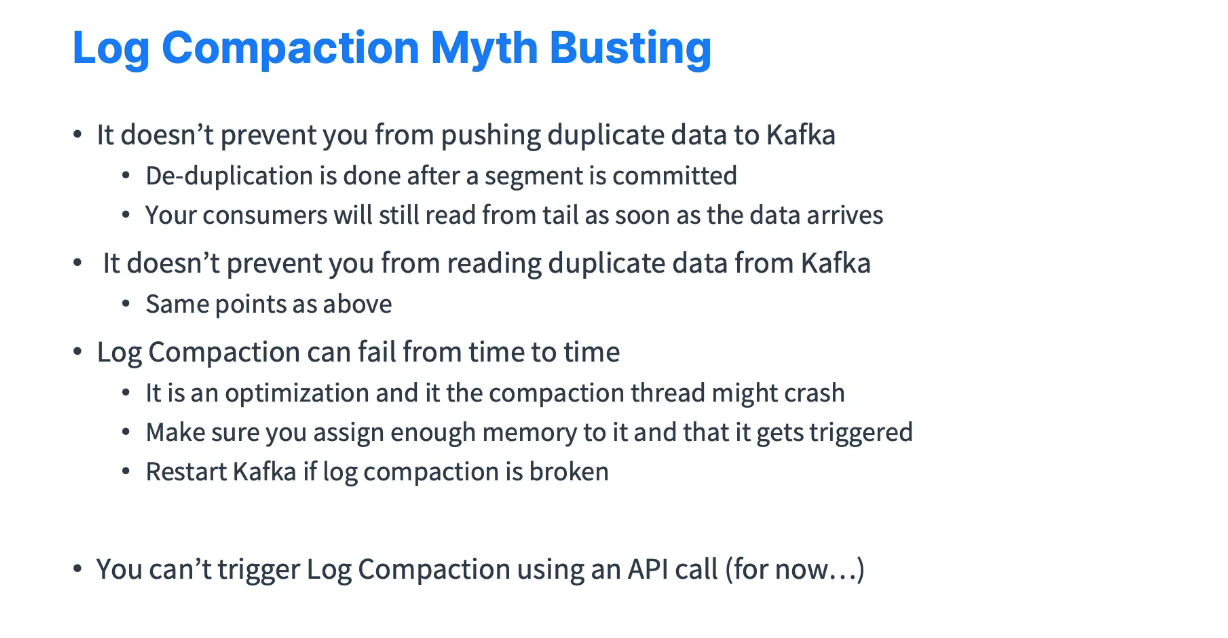 Log Compaction Myth Busting
• It doesn’t prevent you from pushing duplicate data to Kafka
• De-duplication is done after a segment is committed
• Your consumers will still read from tail as soon as the data arrives
• It doesn’t prevent you from reading duplicate data from Kafka
• Same points as above
• Log Compaction can fail from time to time
• It is an optimization and it the compaction thread might crash
• Make sure you assign enough memory to it and that it gets triggered
• Restart Kafka if log compaction is broken
• You can’t trigger Log Compaction using an API call (for now…)